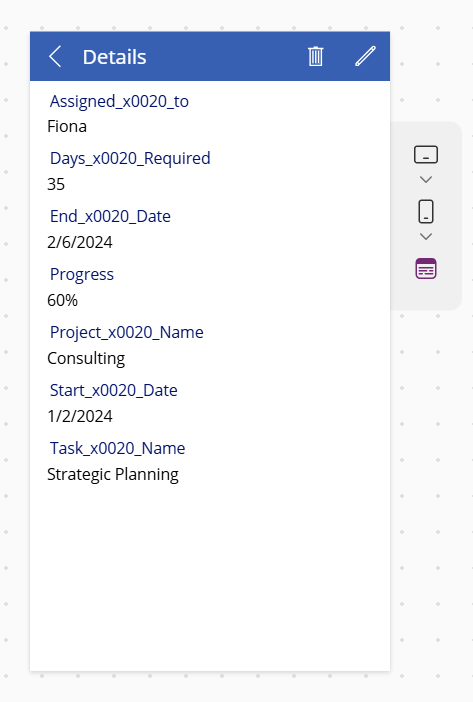 Details
Assigned_x0020_to
Fiona
Days_x0020_Required
35
End_x0020_Date
2/6/2024
Progress
60%
Project_x0020_Name
Consulting
Start_x0020_Date
1/2/2024
Task_x0020_Name
Strategic Planning